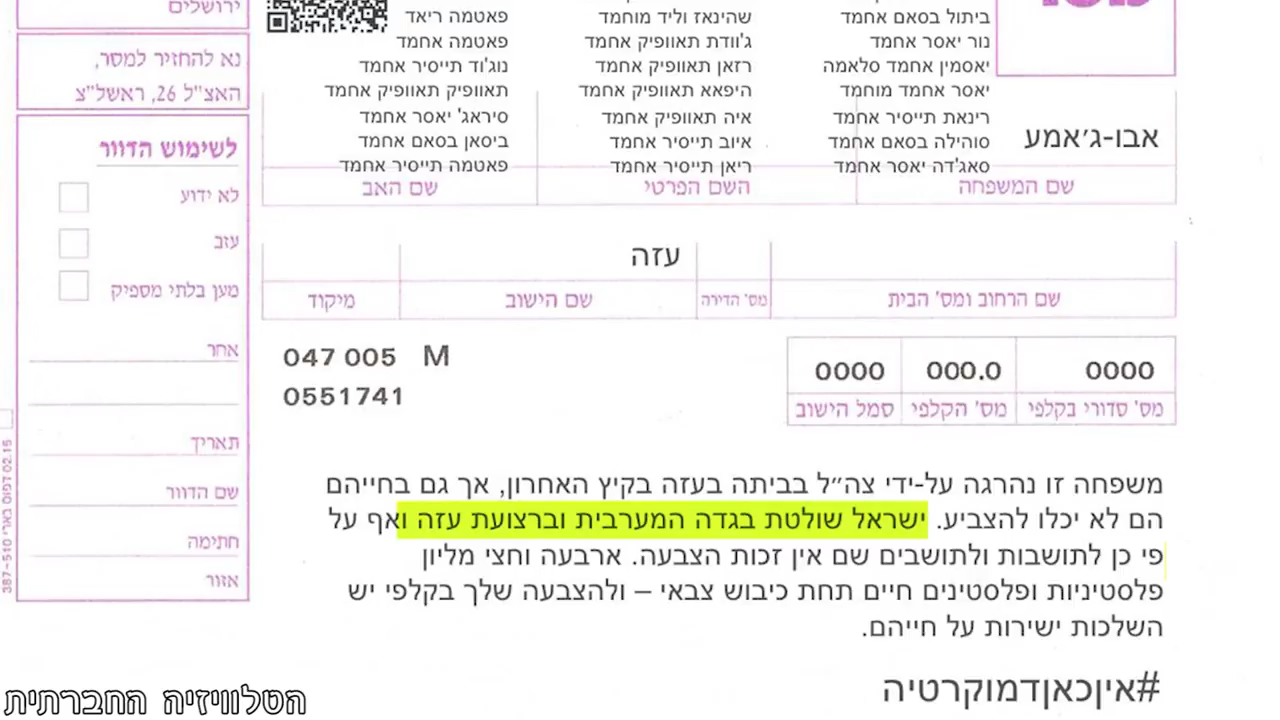 ביתול בסאם אחמד
נור יאסר אחמד
יאסמין אחמד סלאמה
יאסר אחמד מוחמד
רינאת תייסיר אחמד
סוהילה בסאם אחמד
סאג'דה יאסר אחמד
שהינאז וליד מוחמד
ג'וודת תאוופיק אחמד
רזאן תאוופיק אחמד
היפאא תאוופיק אחמד
איה תאוופיק אחמד
איוב תייסיר אחמד
ריאן תייסיר אחמד
פאטמה ריאד
פאטמה אחמד
נוג'וד תייסיר אחמד
תאוופיק תאוופיק אחמד
סיראג' יאסר אחמד
ביסאן בסאם אחמד
פאטמה תייסיר אחמד
אבו-ג'אמע
שם המשפחה
השם הפרטי
שם האב
עזה
שם הרחוב ומס' הבית
מס' הדירה
שם הישוב
מיקוד
0000
000.0
0000
מס' סדורי בקלפי
מס' הקלפי
סמל הישוב
047 005 M
0551741
ירושלים
נא להחזיר למסר,
האצ"ל 26, ראשל"צ
לשימוש הדוור
לא ידוע
עזב
מען בלתי מספיק
אחר
תאריך
שם הדוור
חתימה
אזור
387-510 דפוס בארי 02.15
משפחה זו נהרגה על-ידי צה״ל בביתה בעזה בקיץ האחרון, אך גם בחייהם
הם לא יכלו להצביע. ישראל שולטת בגדה המערבית וברצועת עזה ואף על
פי כן לתושבות ולתושבים שם אין זכות הצבעה. ארבעה וחצי מליון
פלסטיניות ופלסטינים חיים תחת כיבוש צבאי – ולהצבעה שלך בקלפי יש
השלכות ישירות על חייהם.
#איןכאןדמוקרטיה
הטלוויזיה החברתית